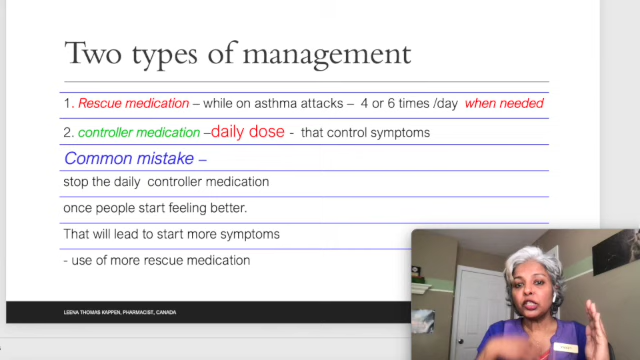 Two types of management
1. Rescue medication – while on asthma attacks – 4 or 6 times /day when needed
2. controller medication –daily dose - that control symptoms
Common mistake –
stop the daily controller medication
once people start feeling better.
That will lead to start more symptoms
- use of more rescue medication
LEENA THOMAS KAPPEN, PHARMACIST, CANADA